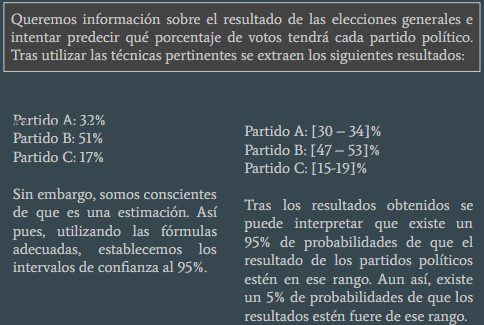 Queremos información sobre el resultado de las elecciones generales e
intentar predecir qué porcentaje de votos tendrá cada partido político.
Tras utilizar las técnicas pertinentes se extraen los siguientes resultados:
Partido A: 32%
Partido B: 51%
Partido C: 17%
Sin embargo, somos conscientes
de que es una estimación. Así
pues, utilizando las fórmulas
adecuadas, establecemos los
intervalos de confianza al 95%.
Partido A: [30 – 34]%
Partido B: [47 – 53]%
Partido C: [15-19]%
Tras los resultados obtenidos se
puede interpretar que existe un
95% de probabilidades de que el
resultado de los partidos políticos
estén en ese rango. Aun así, existe
un 5% de probabilidades de que los
resultados estén fuere de ese rango.